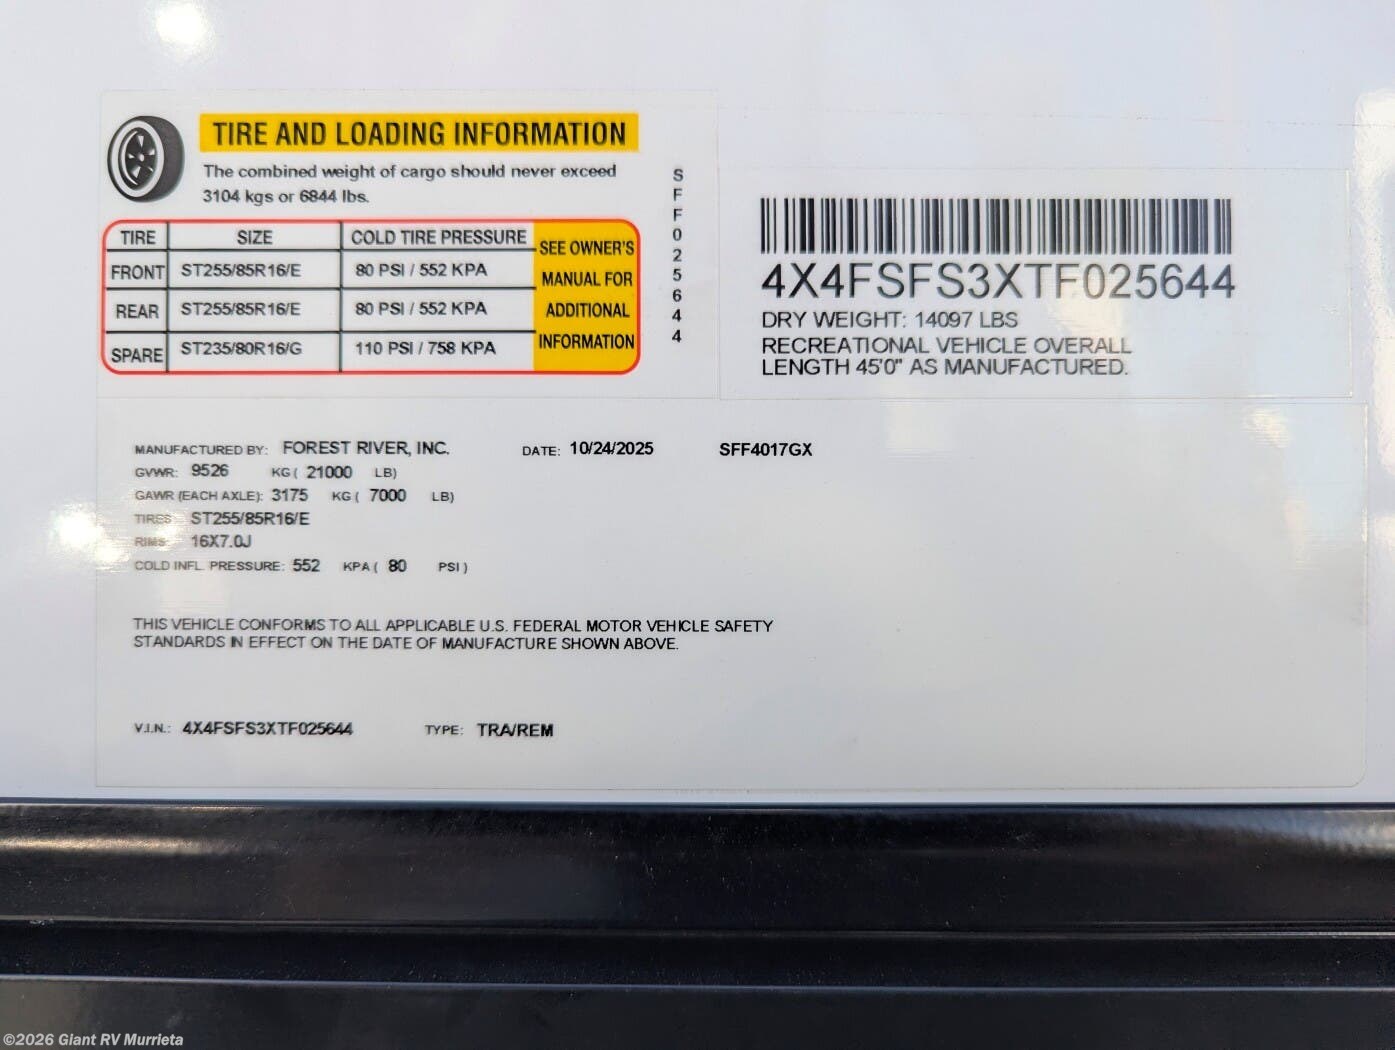 TIRE AND LOADING INFORMATION
The combined weight of cargo should never exceed
3104 kgs or 6844 lbs.
TIRE SIZE COLD TIRE PRESSURE
FRONT ST255/85R16/E 80 PSI / 552 KPA
REAR ST255/85R16/E 80 PSI / 552 KPA
SPARE ST235/80R16/G 110 PSI / 758 KPA
SEE OWNER'S
MANUAL FOR
ADDITIONAL
INFORMATION
SFF025644
4X4FSFS3XTF025644
DRY WEIGHT: 14097 LBS
RECREATIONAL VEHICLE OVERALL
LENGTH 45'0" AS MANUFACTURED.
MANUFACTURED BY: FOREST RIVER, INC. DATE: 10/24/2025 SFF4017GX
GVWR: 9526 KG ( 21000 LB)
GAWR (EACH AXLE): 3175 KG ( 7000 LB)
TIRES: ST255/85R16/E
RIMS: 16X7.0J
COLD INFL. PRESSURE: 552 KPA ( 80 PSI )
THIS VEHICLE CONFORMS TO ALL APPLICABLE U.S. FEDERAL MOTOR VEHICLE SAFETY
STANDARDS IN EFFECT ON THE DATE OF MANUFACTURE SHOWN ABOVE.
V.I.N.: 4X4FSFS3XTF025644 TYPE: TRA/REM
©2026 Giant RV Murrieta